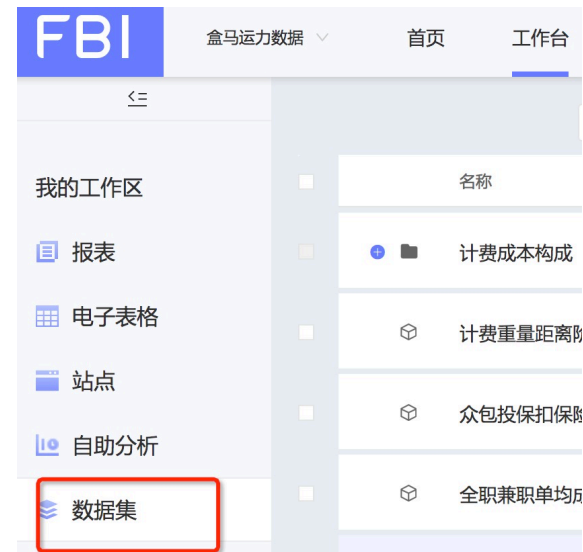 FBI
盒马运力数据
首页
工作台
我的工作区
报表
电子表格
站点
自助分析
数据集
名称
计费成本构成
计费重量距离阶
众包投保扣保险
全职兼职单均成